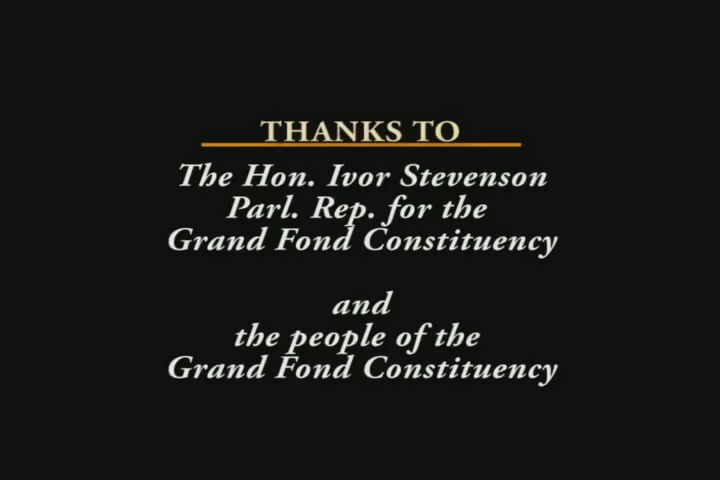 THANKS TO
The Hon. Ivor Stevenson
Parl. Rep. for the
Grand Fond Constituency
and
the people of the
Grand Fond Constituency